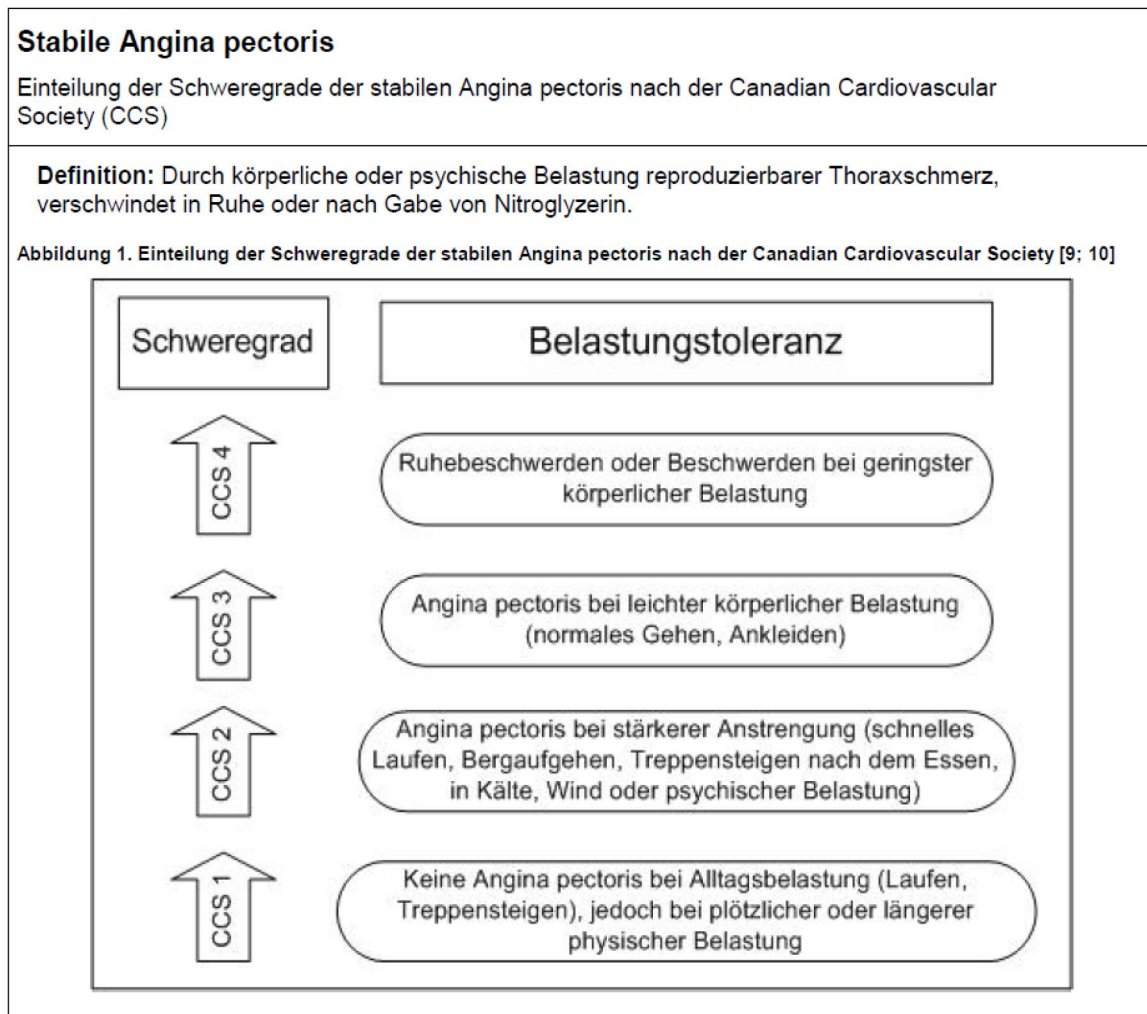 Stabile Angina pectoris
Einteilung der Schweregrade der stabilen Angina pectoris nach der Canadian Cardiovascular
Society (CCS)
Definition: Durch körperliche oder psychische Belastung reproduzierbarer Thoraxschmerz,
verschwindet in Ruhe oder nach Gabe von Nitroglyzerin.
Abbildung 1. Einteilung der Schweregrade der stabilen Angina pectoris nach der Canadian Cardiovascular Society [9; 10]
Schweregrad
Belastungstoleranz
CCS 4
Ruhebeschwerden oder Beschwerden bei geringster
körperlicher Belastung
CCS 3
Angina pectoris bei leichter körperlicher Belastung
(normales Gehen, Ankleiden)
CCS 2
Angina pectoris bei stärkerer Anstrengung (schnelles
Laufen, Bergaufgehen, Treppensteigen nach dem Essen,
in Kälte, Wind oder psychischer Belastung)
CCS 1
Keine Angina pectoris bei Alltagsbelastung (Laufen,
Treppensteigen), jedoch bei plötzlicher oder längerer
physischer Belastung